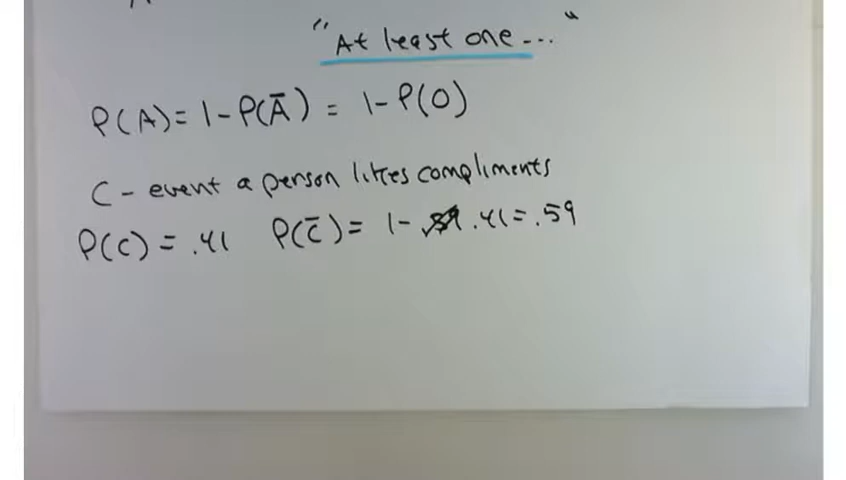 "At least one..."
P(A) = 1 - P(Ā) = 1 - P(0)
C - event a person likes compliments
P(C) = .41 P(C̄) = 1 - .41 = .59